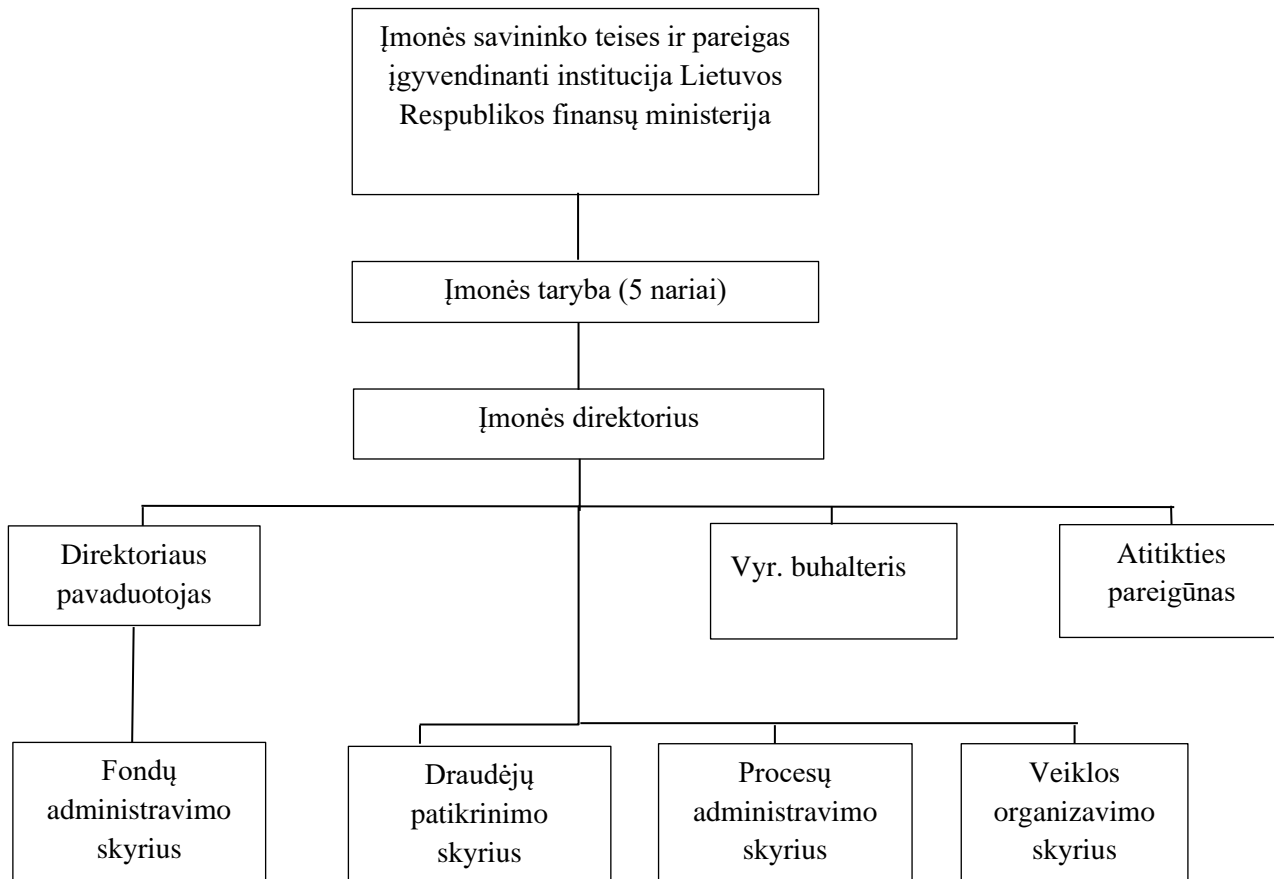 Įmonės savininko teises ir pareigas
įgyvendinanti institucija Lietuvos
Respublikos finansų ministerija
Įmonės taryba (5 nariai)
Įmonės direktorius
Direktoriaus
pavaduotojas
Vyr. buhalteris
Atitikties
pareigūnas
Fondų
administravimo
skyrius
Draudėjų
patikrinimo
skyrius
Procesų
administravimo
skyrius
Veiklos
organizavimo
skyrius